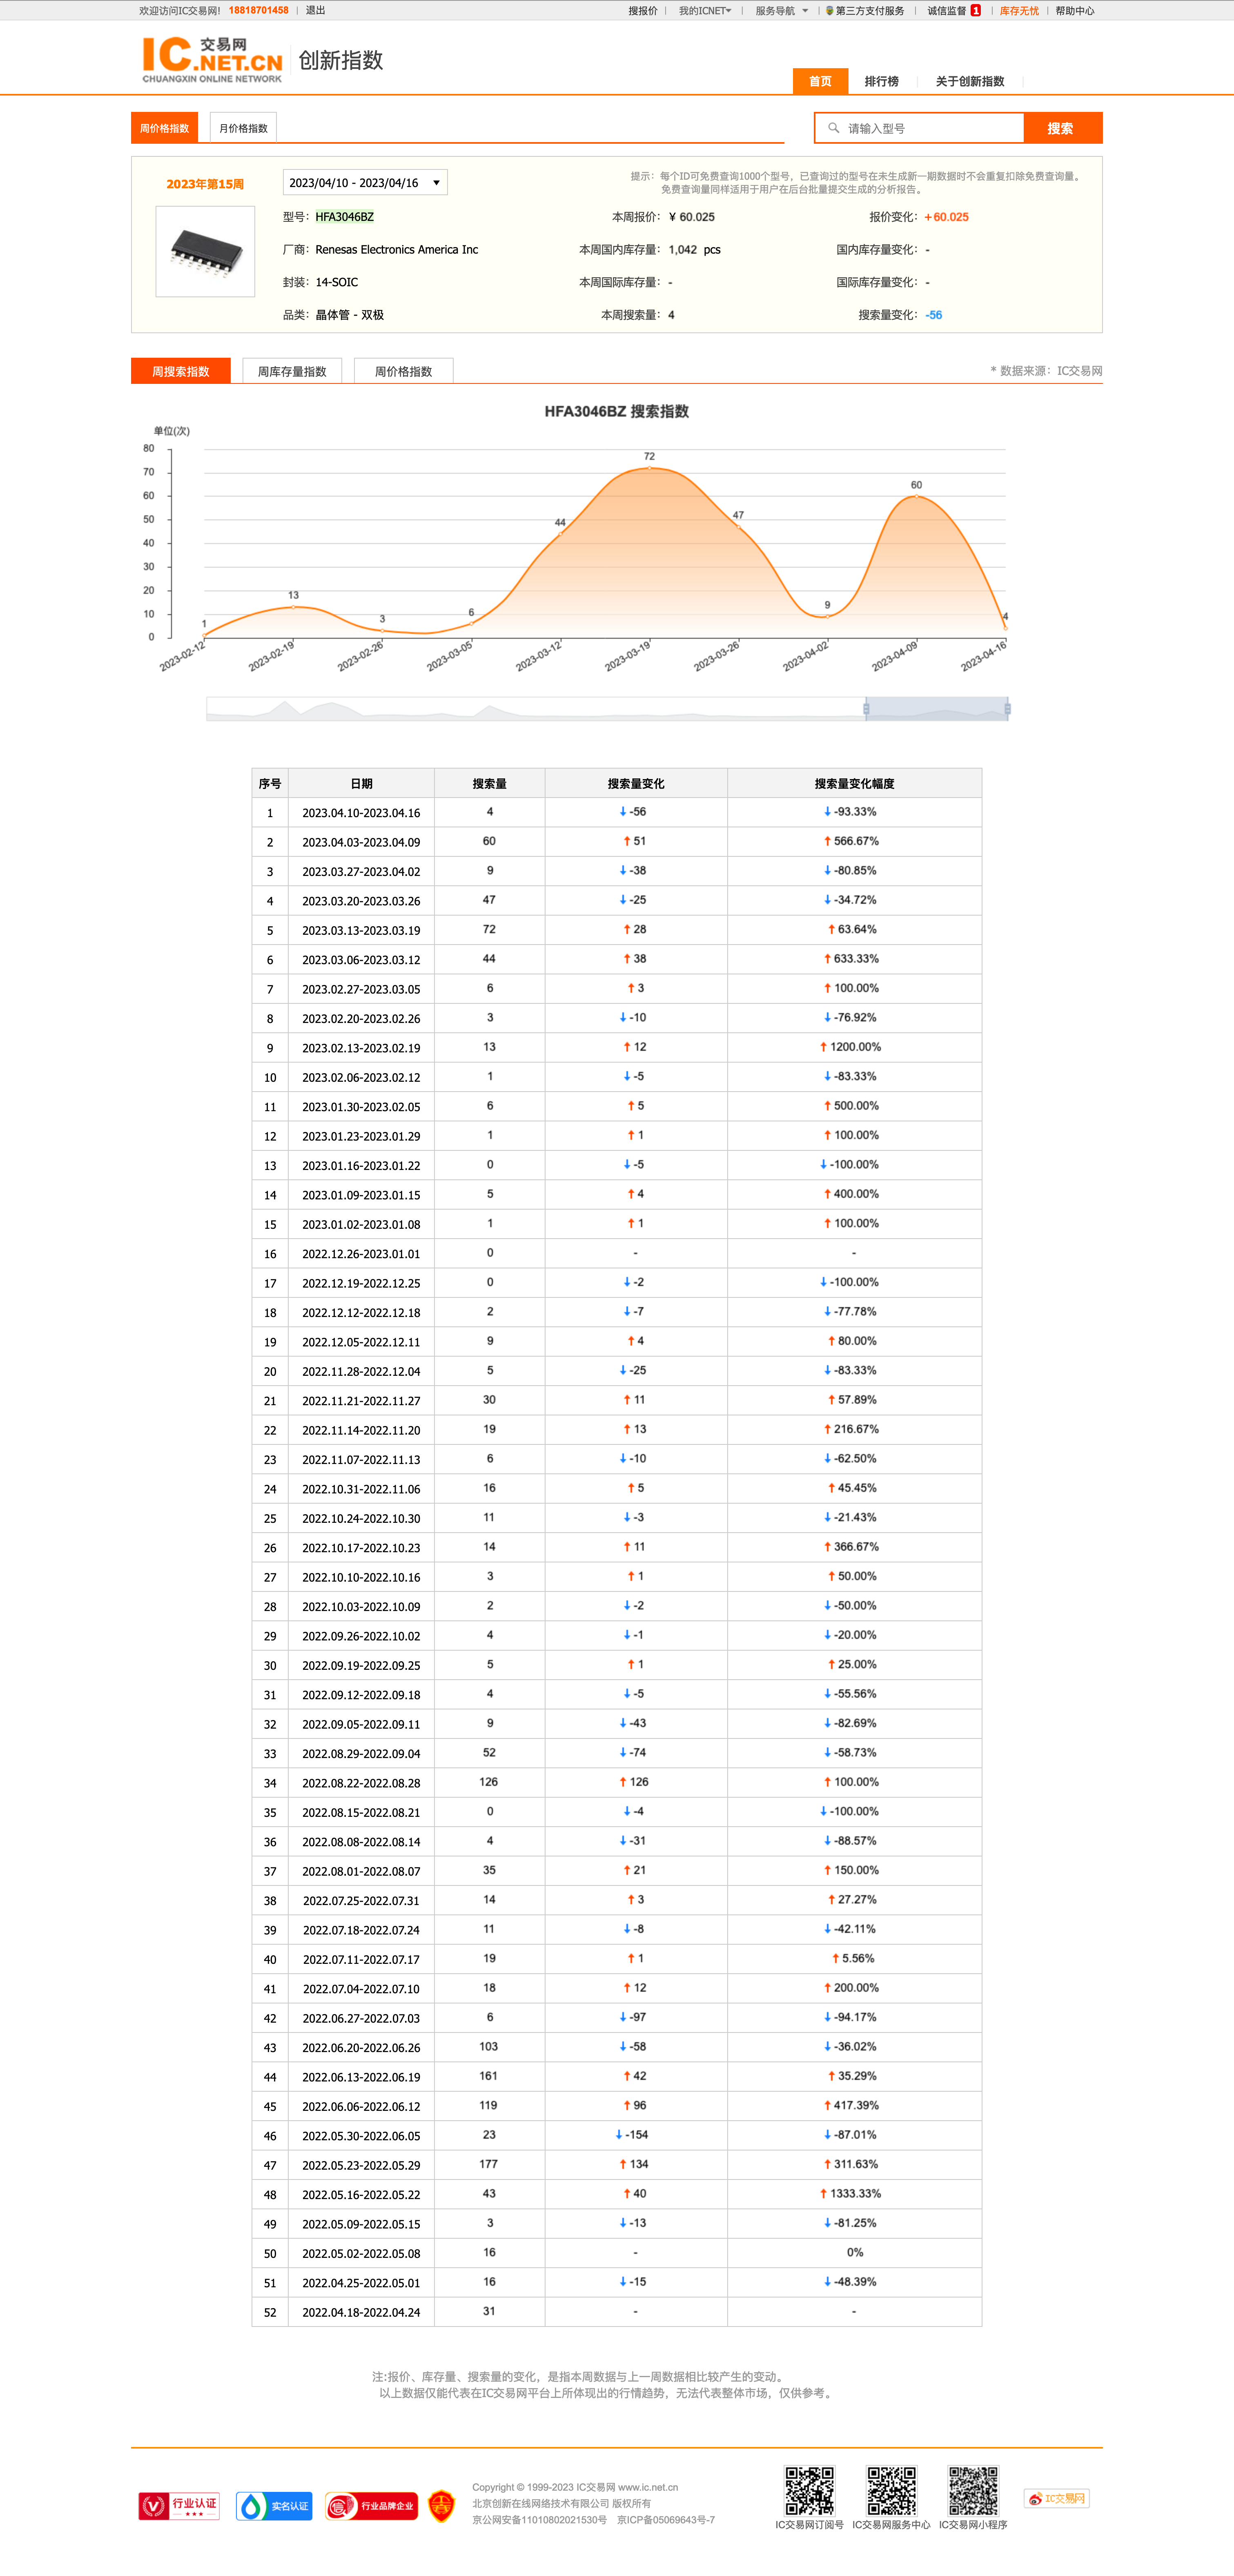 欢迎访问IC交易网! 18818701458 | 退出 搜报价 | 我的ICNET | 服务导航 | 第三方支付服务 | 诚信监督 1 | 库存无忧 | 帮助中心
IC 交易网 .NET.CN
CHUANGXIN ONLINE NETWORK
创新指数
首页 排行榜 关于创新指数
周价格指数 月价格指数 请输入型号 搜索
2023年第15周 2023/04/10 - 2023/04/16
提示：每个ID可免费查询1000个型号，已查询过的型号在未生成新一期数据时不会重复扣除免费查询量。
免费查询量同样适用于用户在后台批量提交生成的分析报告。
型号：HFA3046BZ 本周报价：¥ 60.025 报价变化：+60.025
厂商：Renesas Electronics America Inc 本周国内库存量：1,042 pcs 国内库存量变化：-
封装：14-SOIC 本周国际库存量：- 国际库存量变化：-
品类：晶体管 - 双极 本周搜索量：4 搜索量变化：-56
周搜索指数 周库存量指数 周价格指数 * 数据来源：IC交易网
HFA3046BZ 搜索指数
单位(次)
80
70
60
50
40
30
20
10
0
1 13 3 6 44 72 47 9 60 4
2023-02-12 2023-02-19 2023-02-26 2023-03-05 2023-03-12 2023-03-19 2023-03-26 2023-04-02 2023-04-09 2023-04-16
序号 日期 搜索量 搜索量变化 搜索量变化幅度
1 2023.04.10-2023.04.16 4 ↓-56 ↓-93.33%
2 2023.04.03-2023.04.09 60 ↑51 ↑566.67%
3 2023.03.27-2023.04.02 9 ↓-38 ↓-80.85%
4 2023.03.20-2023.03.26 47 ↓-25 ↓-34.72%
5 2023.03.13-2023.03.19 72 ↑28 ↑63.64%
6 2023.03.06-2023.03.12 44 ↑38 ↑633.33%
7 2023.02.27-2023.03.05 6 ↑3 ↑100.00%
8 2023.02.20-2023.02.26 3 ↓-10 ↓-76.92%
9 2023.02.13-2023.02.19 13 ↑12 ↑1200.00%
10 2023.02.06-2023.02.12 1 ↓-5 ↓-83.33%
11 2023.01.30-2023.02.05 6 ↑5 ↑500.00%
12 2023.01.23-2023.01.29 1 ↑1 ↑100.00%
13 2023.01.16-2023.01.22 0 ↓-5 ↓-100.00%
14 2023.01.09-2023.01.15 5 ↑4 ↑400.00%
15 2023.01.02-2023.01.08 1 ↑1 ↑100.00%
16 2022.12.26-2023.01.01 0 - -
17 2022.12.19-2022.12.25 0 ↓-2 ↓-100.00%
18 2022.12.12-2022.12.18 2 ↓-7 ↓-77.78%
19 2022.12.05-2022.12.11 9 ↑4 ↑80.00%
20 2022.11.28-2022.12.04 5 ↓-25 ↓-83.33%
21 2022.11.21-2022.11.27 30 ↑11 ↑57.89%
22 2022.11.14-2022.11.20 19 ↑13 ↑216.67%
23 2022.11.07-2022.11.13 6 ↓-10 ↓-62.50%
24 2022.10.31-2022.11.06 16 ↑5 ↑45.45%
25 2022.10.24-2022.10.30 11 ↓-3 ↓-21.43%
26 2022.10.17-2022.10.23 14 ↑11 ↑366.67%
27 2022.10.10-2022.10.16 3 ↑1 ↑50.00%
28 2022.10.03-2022.10.09 2 ↓-2 ↓-50.00%
29 2022.09.26-2022.10.02 4 ↓-1 ↓-20.00%
30 2022.09.19-2022.09.25 5 ↑1 ↑25.00%
31 2022.09.12-2022.09.18 4 ↓-5 ↓-55.56%
32 2022.09.05-2022.09.11 9 ↓-43 ↓-82.69%
33 2022.08.29-2022.09.04 52 ↓-74 ↓-58.73%
34 2022.08.22-2022.08.28 126 ↑126 ↑100.00%
35 2022.08.15-2022.08.21 0 ↓-4 ↓-100.00%
36 2022.08.08-2022.08.14 4 ↓-31 ↓-88.57%
37 2022.08.01-2022.08.07 35 ↑21 ↑150.00%
38 2022.07.25-2022.07.31 14 ↑3 ↑27.27%
39 2022.07.18-2022.07.24 11 ↓-8 ↓-42.11%
40 2022.07.11-2022.07.17 19 ↑1 ↑5.56%
41 2022.07.04-2022.07.10 18 ↑12 ↑200.00%
42 2022.06.27-2022.07.03 6 ↓-97 ↓-94.17%
43 2022.06.20-2022.06.26 103 ↓-58 ↓-36.02%
44 2022.06.13-2022.06.19 161 ↑42 ↑35.29%
45 2022.06.06-2022.06.12 119 ↑96 ↑417.39%
46 2022.05.30-2022.06.05 23 ↓-154 ↓-87.01%
47 2022.05.23-2022.05.29 177 ↑134 ↑311.63%
48 2022.05.16-2022.05.22 43 ↑40 ↑1333.33%
49 2022.05.09-2022.05.15 3 ↓-13 ↓-81.25%
50 2022.05.02-2022.05.08 16 - 0%
51 2022.04.25-2022.05.01 16 ↓-15 ↓-48.39%
52 2022.04.18-2022.04.24 31 - -
注:报价、库存量、搜索量的变化，是指本周数据与上一周数据相比较产生的变动。
以上数据仅能代表在IC交易网平台上所体现出的行情趋势，无法代表整体市场，仅供参考。
行业认证 实名认证 行业品牌企业
Copyright © 1999-2023 IC交易网 www.ic.net.cn
北京创新在线网络技术有限公司 版权所有
京公网安备11010802021530号 京ICP备05069643号-7
IC交易网订阅号 IC交易网服务中心 IC交易网小程序
IC交易网